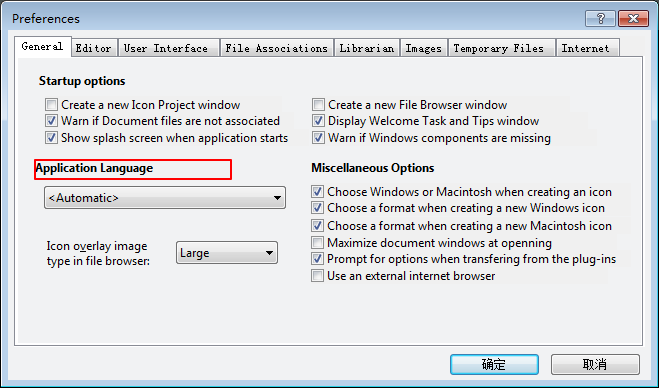 Preferences
General Editor User Interface File Associations Librarian Images Temporary Files Internet
Startup options
Create a new Icon Project window
Create a new File Browser window
Warn if Document files are not associated
Display Welcome Task and Tips window
Show splash screen when application starts
Warn if Windows components are missing
Application Language
<Automatic>
Icon overlay image
type in file browser:
Large
Miscellaneous Options
Choose Windows or Macintosh when creating an icon
Choose a format when creating a new Windows icon
Choose a format when creating a new Macintosh icon
Maximize document windows at openning
Prompt for options when transfering from the plug-ins
Use an external internet browser
确定
取消